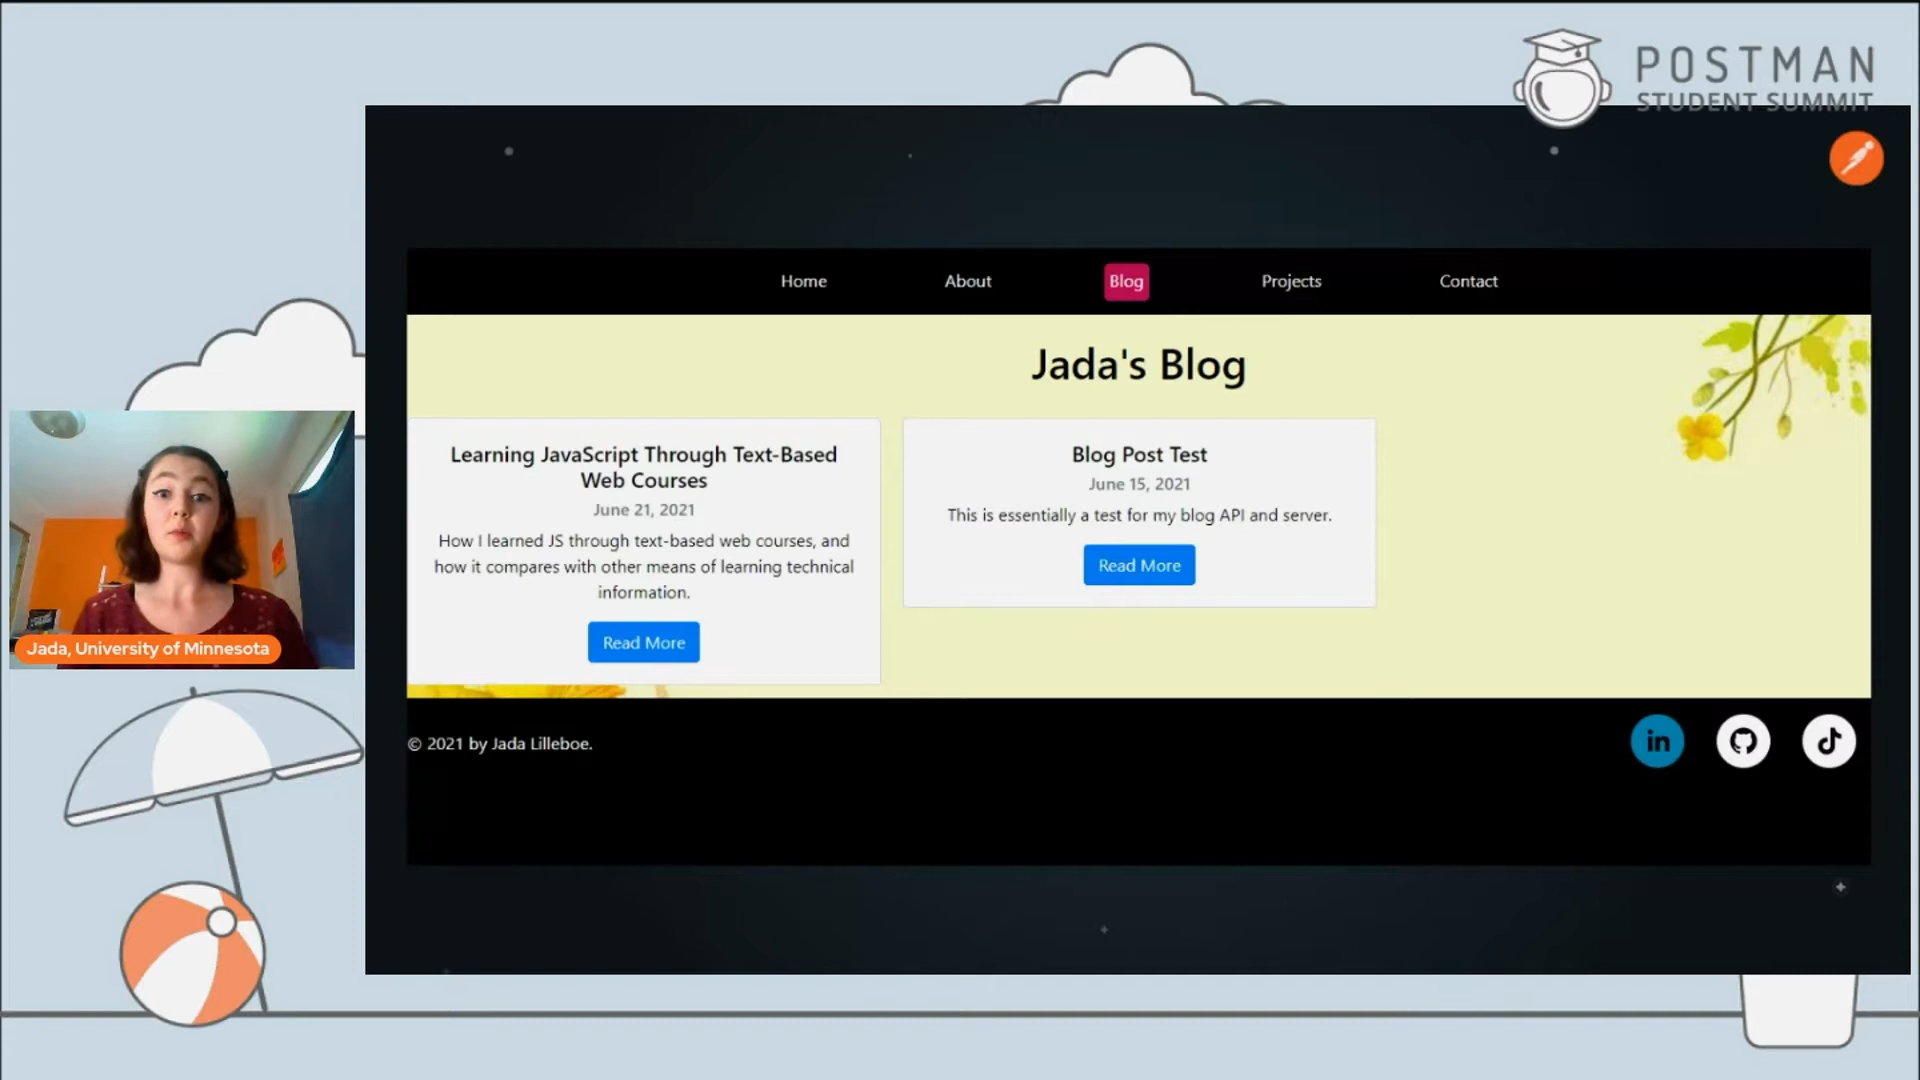 POSTMAN
STUDENT SUMMIT
Home About Blog Projects Contact
Jada's Blog
Learning JavaScript Through Text-Based
Web Courses
June 21, 2021
How I learned JS through text-based web courses, and
how it compares with other means of learning technical
information.
Read More
Blog Post Test
June 15, 2021
This is essentially a test for my blog API and server.
Read More
Jada, University of Minnesota
© 2021 by Jada Lilleboe.
in